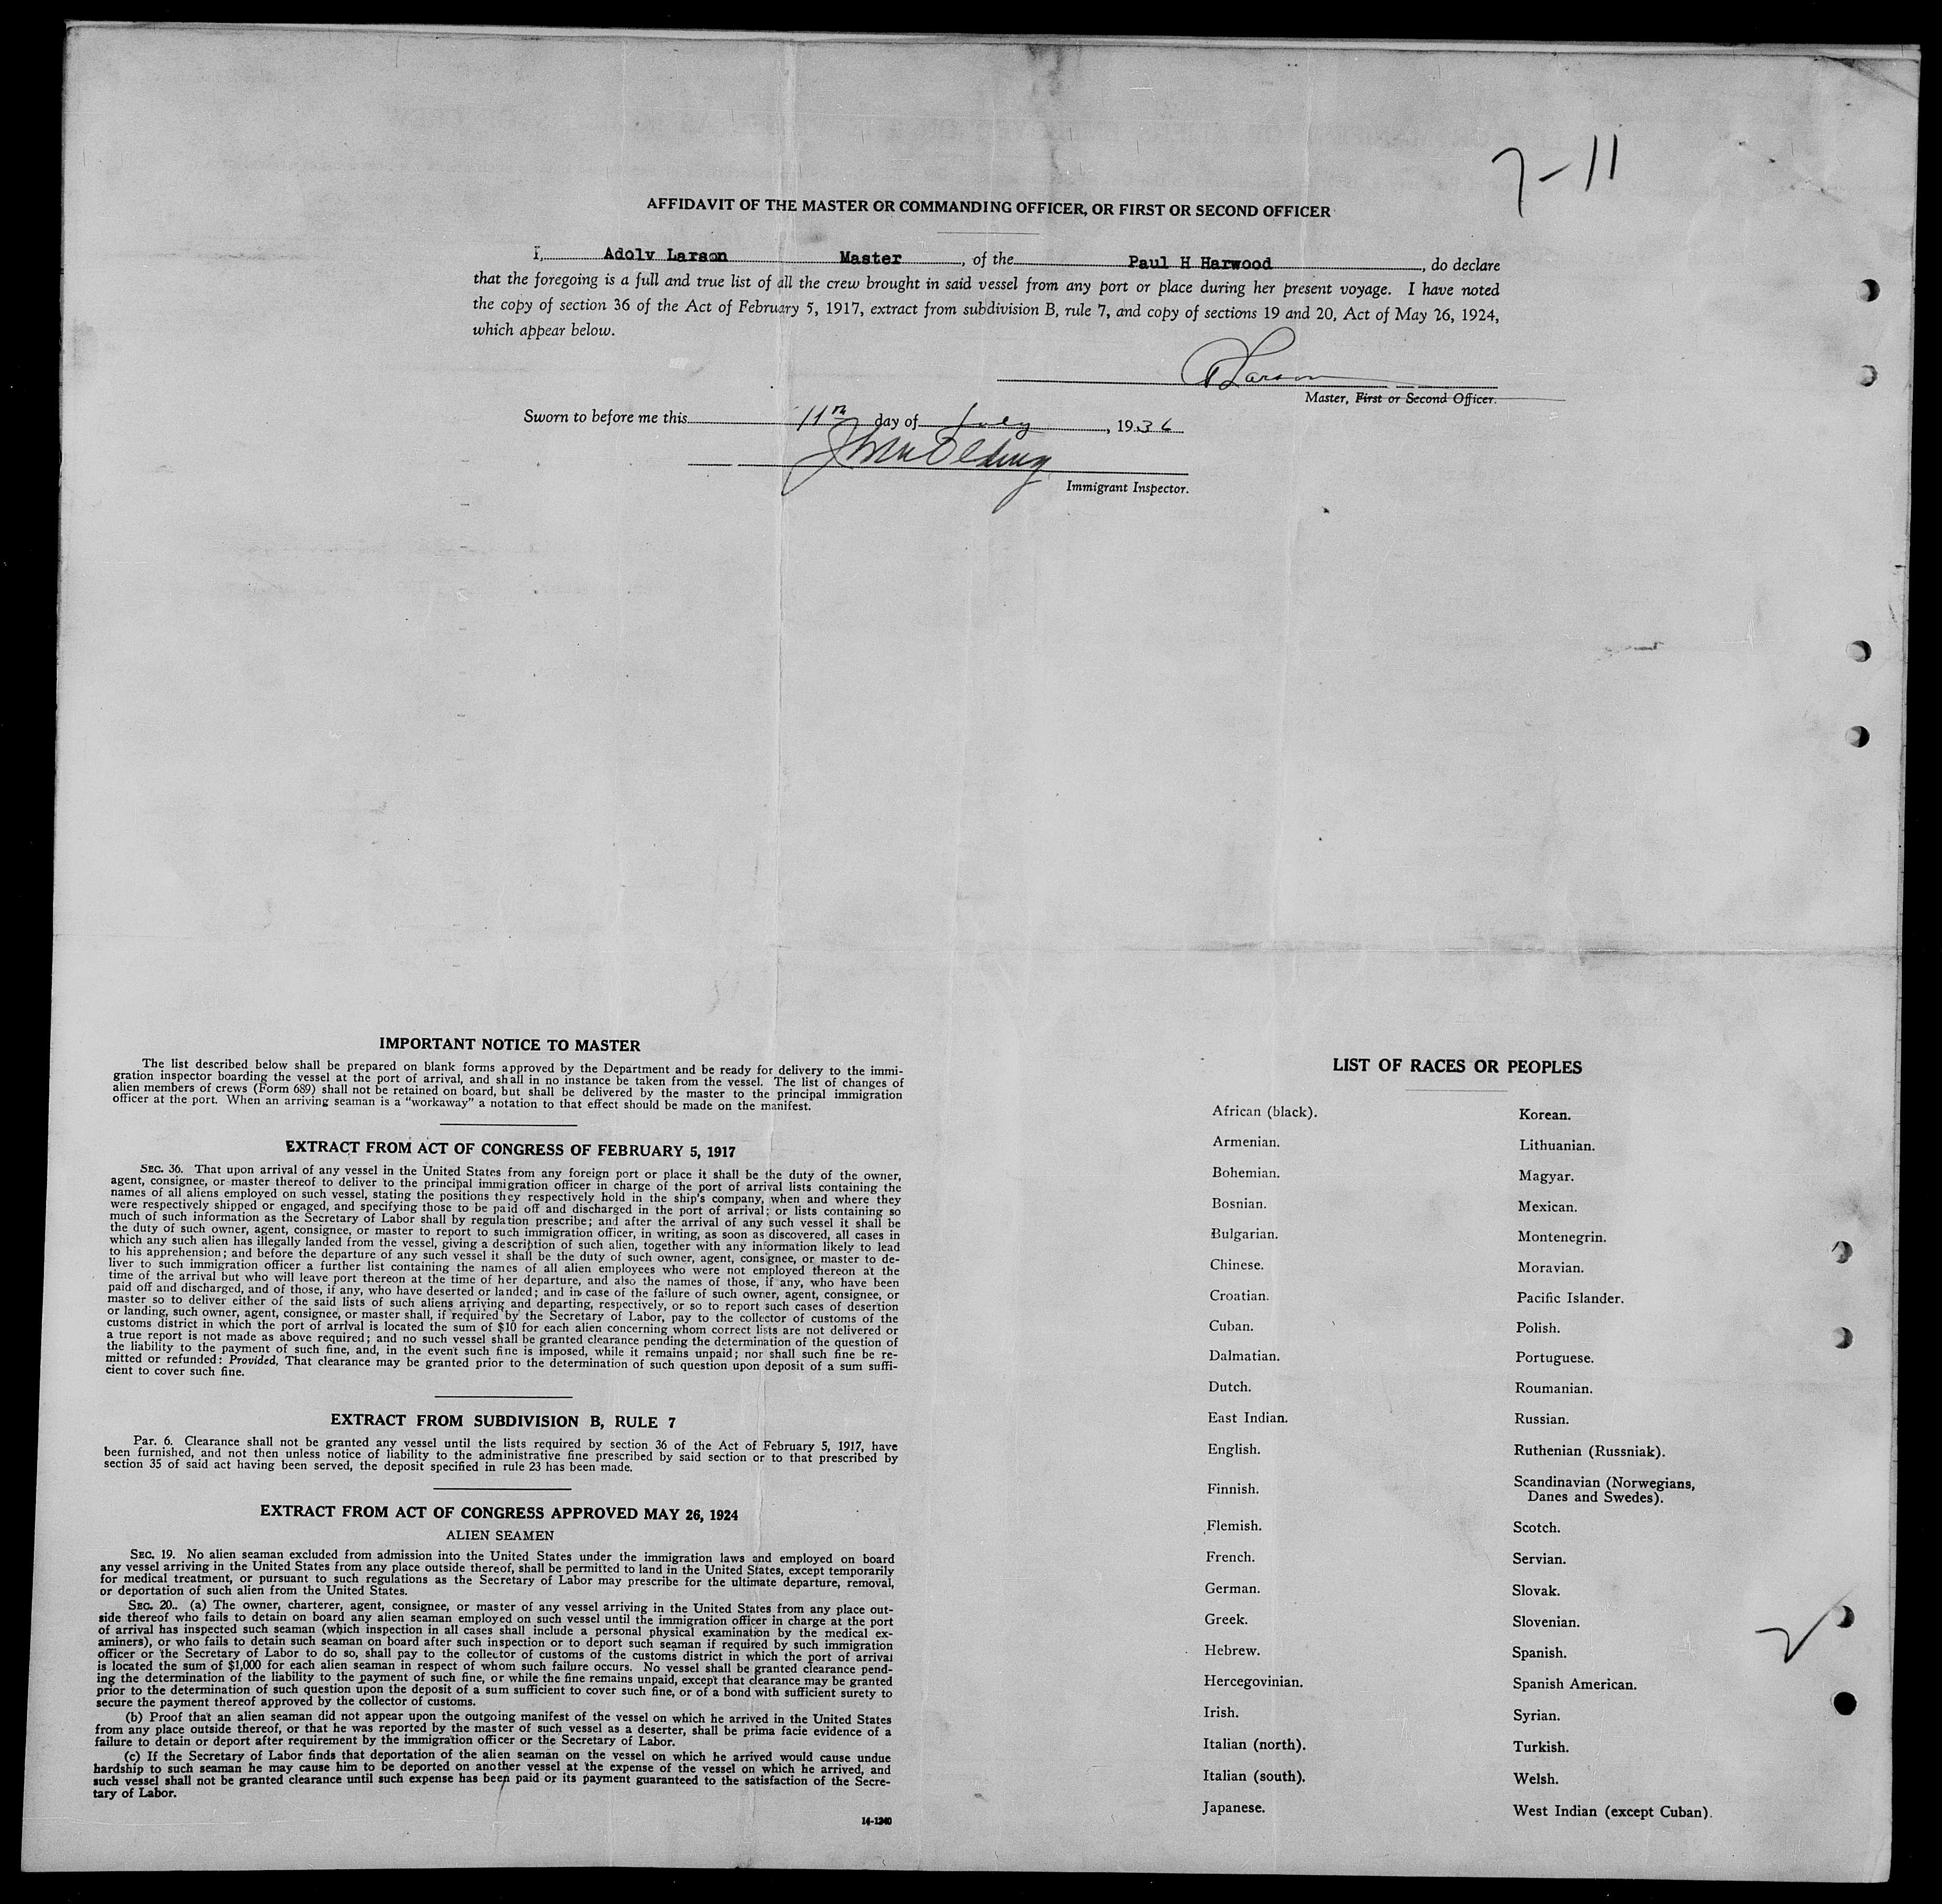 7-11
AFFIDAVIT OF THE MASTER OR COMMANDING OFFICER, OR FIRST OR SECOND OFFICER
I, Adolv Larson Master, of the Paul H Harwood, do declare
that the foregoing is a full and true list of all the crew brought in said vessel from any port or place during her present voyage. I have noted
the copy of section 36 of the Act of February 5, 1917, extract from subdivision B, rule 7, and copy of sections 19 and 20, Act of May 26, 1924,
which appear below.
A Larson
Master, First or Second Officer.
Sworn to before me this 11th day of July, 1936
Immigrant Inspector.
IMPORTANT NOTICE TO MASTER
The list described below shall be prepared on blank forms approved by the Department and be ready for delivery to the immi-
gration inspector boarding the vessel at the port of arrival, and shall in no instance be taken from the vessel. The list of changes of
alien members of crews (Form 689) shall not be retained on board, but shall be delivered by the master to the principal immigration
officer at the port. When an arriving seaman is a "workaway" a notation to that effect should be made on the manifest.
EXTRACT FROM ACT OF CONGRESS OF FEBRUARY 5, 1917
SEC. 36. That upon arrival of any vessel in the United States from any foreign port or place it shall be the duty of the owner,
agent, consignee, or master thereof to deliver to the principal immigration officer in charge of the port of arrival lists containing the
names of all aliens employed on such vessel, stating the positions they respectively hold in the ship's company, when and where they
were respectively shipped or engaged, and specifying those to be paid off and discharged in the port of arrival; or lists containing so
much of such information as the Secretary of Labor shall by regulation prescribe; and after the arrival of any such vessel it shall be
the duty of such owner, agent, consignee, or master to report to such immigration officer, in writing, as soon as discovered, all cases in
which any such alien has illegally landed from the vessel, giving a description of such alien, together with any information likely to lead
to his apprehension; and before the departure of any such vessel it shall be the duty of such owner, agent, consignee, or master to de-
liver to such immigration officer a further list containing the names of all alien employees who were not employed thereon at the
time of the arrival but who will leave port thereon at the time of her departure, and also the names of those, if any, who have been
paid off and discharged, and of those, if any, who have deserted or landed; and in case of the failure of such owner, agent, consignee, or
master so to deliver either of the said lists of such aliens arriving and departing, respectively, or so to report such cases of desertion
or landing, such owner, agent, consignee, or master shall, if required by the Secretary of Labor, pay to the collector of customs of the
customs district in which the port of arrival is located the sum of $10 for each alien concerning whom correct lists are not delivered or
a true report is not made as above required; and no such vessel shall be granted clearance pending the determination of the question of
the liability to the payment of such fine, and, in the event such fine is imposed, while it remains unpaid; nor shall such fine be re-
mitted or refunded: Provided, That clearance may be granted prior to the determination of such question upon deposit of a sum suffi-
cient to cover such fine.
EXTRACT FROM SUBDIVISION B, RULE 7
Par. 6. Clearance shall not be granted any vessel until the lists required by section 36 of the Act of February 5, 1917, have
been furnished, and not then unless notice of liability to the administrative fine prescribed by said section or to that prescribed by
section 35 of said act having been served, the deposit specified in rule 23 has been made.
EXTRACT FROM ACT OF CONGRESS APPROVED MAY 26, 1924
ALIEN SEAMEN
SEC. 19. No alien seaman excluded from admission into the United States under the immigration laws and employed on board
any vessel arriving in the United States from any place outside thereof, shall be permitted to land in the United States, except temporarily
for medical treatment, or pursuant to such regulations as the Secretary of Labor may prescribe for the ultimate departure, removal,
or deportation of such alien from the United States.
SEC. 20. (a) The owner, charterer, agent, consignee, or master of any vessel arriving in the United States from any place out-
side thereof who fails to detain on board any alien seaman employed on such vessel until the immigration officer in charge at the port
of arrival has inspected such seaman (which inspection in all cases shall include a personal physical examination by the medical ex-
aminers), or who fails to detain such seaman on board after such inspection or to deport such seaman if required by such immigration
officer or the Secretary of Labor to do so, shall pay to the collector of customs of the customs district in which the port of arrival
is located the sum of $1,000 for each alien seaman in respect of whom such failure occurs. No vessel shall be granted clearance pend-
ing the determination of the liability to the payment of such fine, or while the fine remains unpaid, except that clearance may be granted
prior to the determination of such question upon the deposit of a sum sufficient to cover such fine, or of a bond with sufficient surety to
secure the payment thereof approved by the collector of customs.
(b) Proof that an alien seaman did not appear upon the outgoing manifest of the vessel on which he arrived in the United States
from any place outside thereof, or that he was reported by the master of such vessel as a deserter, shall be prima facie evidence of a
failure to detain or deport after requirement by the immigration officer or the Secretary of Labor.
(c) If the Secretary of Labor finds that deportation of the alien seaman on the vessel on which he arrived would cause undue
hardship to such seaman he may cause him to be deported on another vessel at the expense of the vessel on which he arrived, and
such vessel shall not be granted clearance until such expense has been paid or its payment guaranteed to the satisfaction of the Secre-
tary of Labor.
14-1240
LIST OF RACES OR PEOPLES
African (black).
Armenian.
Bohemian.
Bosnian.
Bulgarian.
Chinese.
Croatian.
Cuban.
Dalmatian.
Dutch.
East Indian.
English.
Finnish.
Flemish.
French.
German.
Greek.
Hebrew.
Hercegovinian.
Irish.
Italian (north).
Italian (south).
Japanese.
Korean.
Lithuanian.
Magyar.
Mexican.
Montenegrin.
Moravian.
Pacific Islander.
Polish.
Portuguese.
Roumanian.
Russian.
Ruthenian (Russniak).
Scandinavian (Norwegians,
Danes and Swedes).
Scotch.
Servian.
Slovak.
Slovenian.
Spanish.
Spanish American.
Syrian.
Turkish.
Welsh.
West Indian (except Cuban).